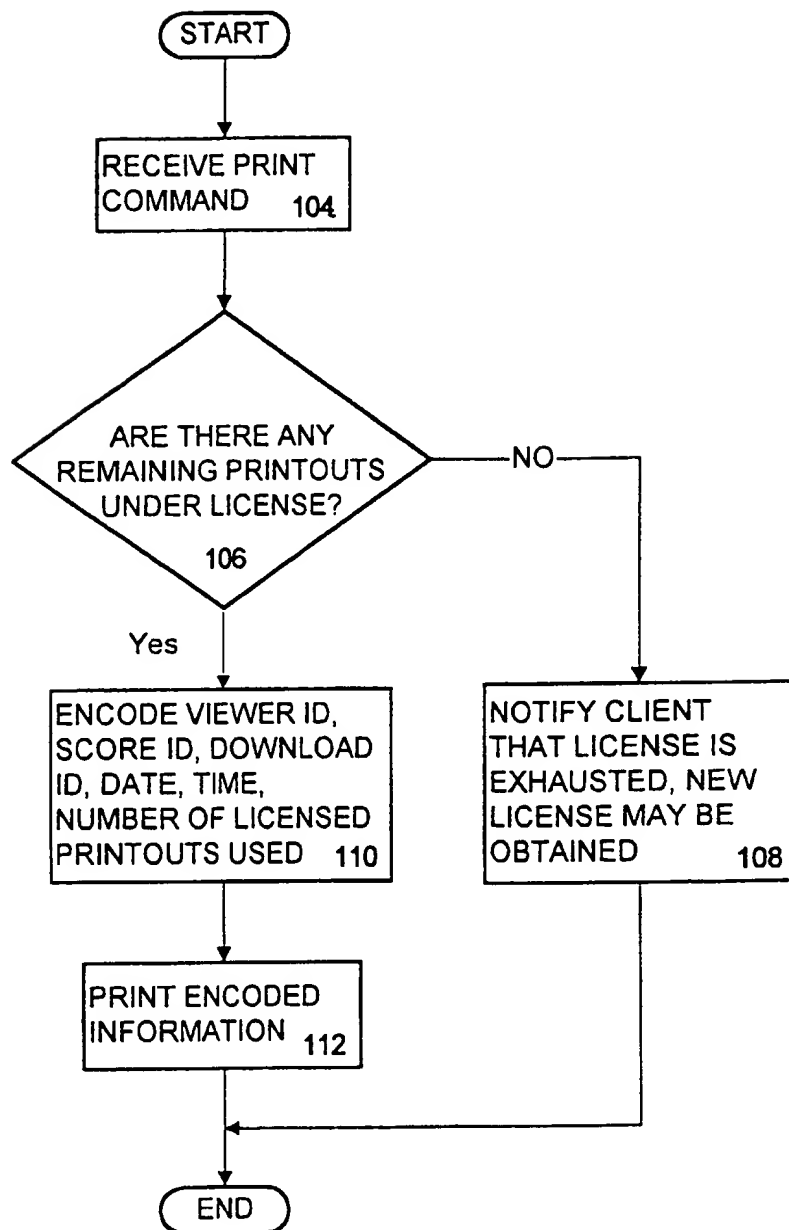 START
RECEIVE PRINT
COMMAND 104
ARE THERE ANY
REMAINING PRINTOUTS
UNDER LICENSE?
106
NO
Yes
ENCODE VIEWER ID,
SCORE ID, DOWNLOAD
ID, DATE, TIME,
NUMBER OF LICENSED
PRINTOUTS USED 110
NOTIFY CLIENT
THAT LICENSE IS
EXHAUSTED, NEW
LICENSE MAY BE
OBTAINED 108
PRINT ENCODED
INFORMATION 112
END